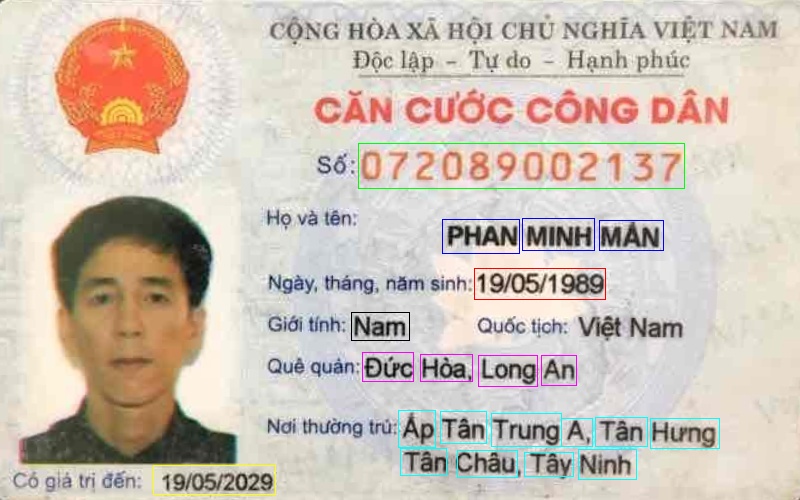 CỘNG HÒA XÃ HỘI CHỦ NGHĨA VIỆT NAM
Độc lập - Tự do - Hạnh phúc
CĂN CƯỚC CÔNG DÂN
Số: 072089002137
Họ và tên:
PHAN MINH MÂN
Ngày, tháng, năm sinh: 19/05/1989
Giới tính: Nam Quốc tịch: Việt Nam
Quê quán: Đức Hòa, Long An
Nơi thường trú: Ấp Tân Trung A, Tân Hưng
Tân Châu, Tây Ninh
Có giá trị đến: 19/05/2029